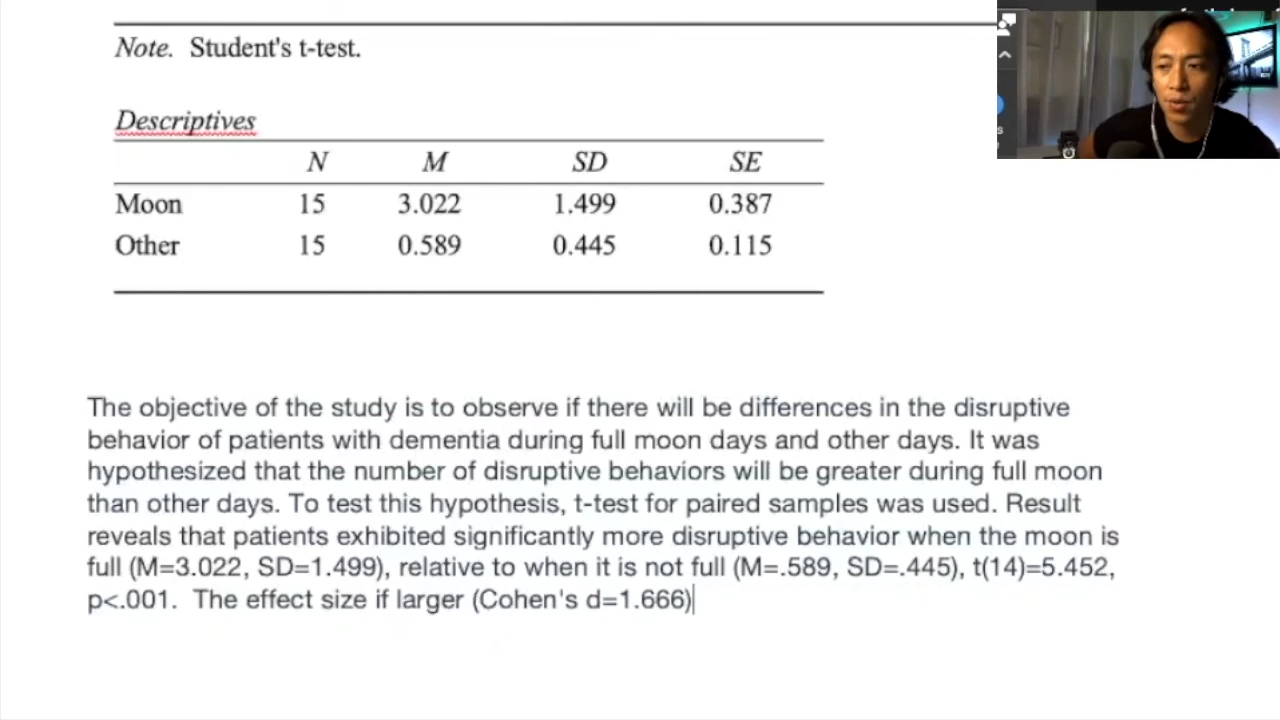 Note. Student's t-test.
Descriptives
N M SD SE
Moon 15 3.022 1.499 0.387
Other 15 0.589 0.445 0.115
The objective of the study is to observe if there will be differences in the disruptive
behavior of patients with dementia during full moon days and other days. It was
hypothesized that the number of disruptive behaviors will be greater during full moon
than other days. To test this hypothesis, t-test for paired samples was used. Result
reveals that patients exhibited significantly more disruptive behavior when the moon is
full (M=3.022, SD=1.499), relative to when it is not full (M=.589, SD=.445), t(14)=5.452,
p<.001. The effect size if larger (Cohen's d=1.666)